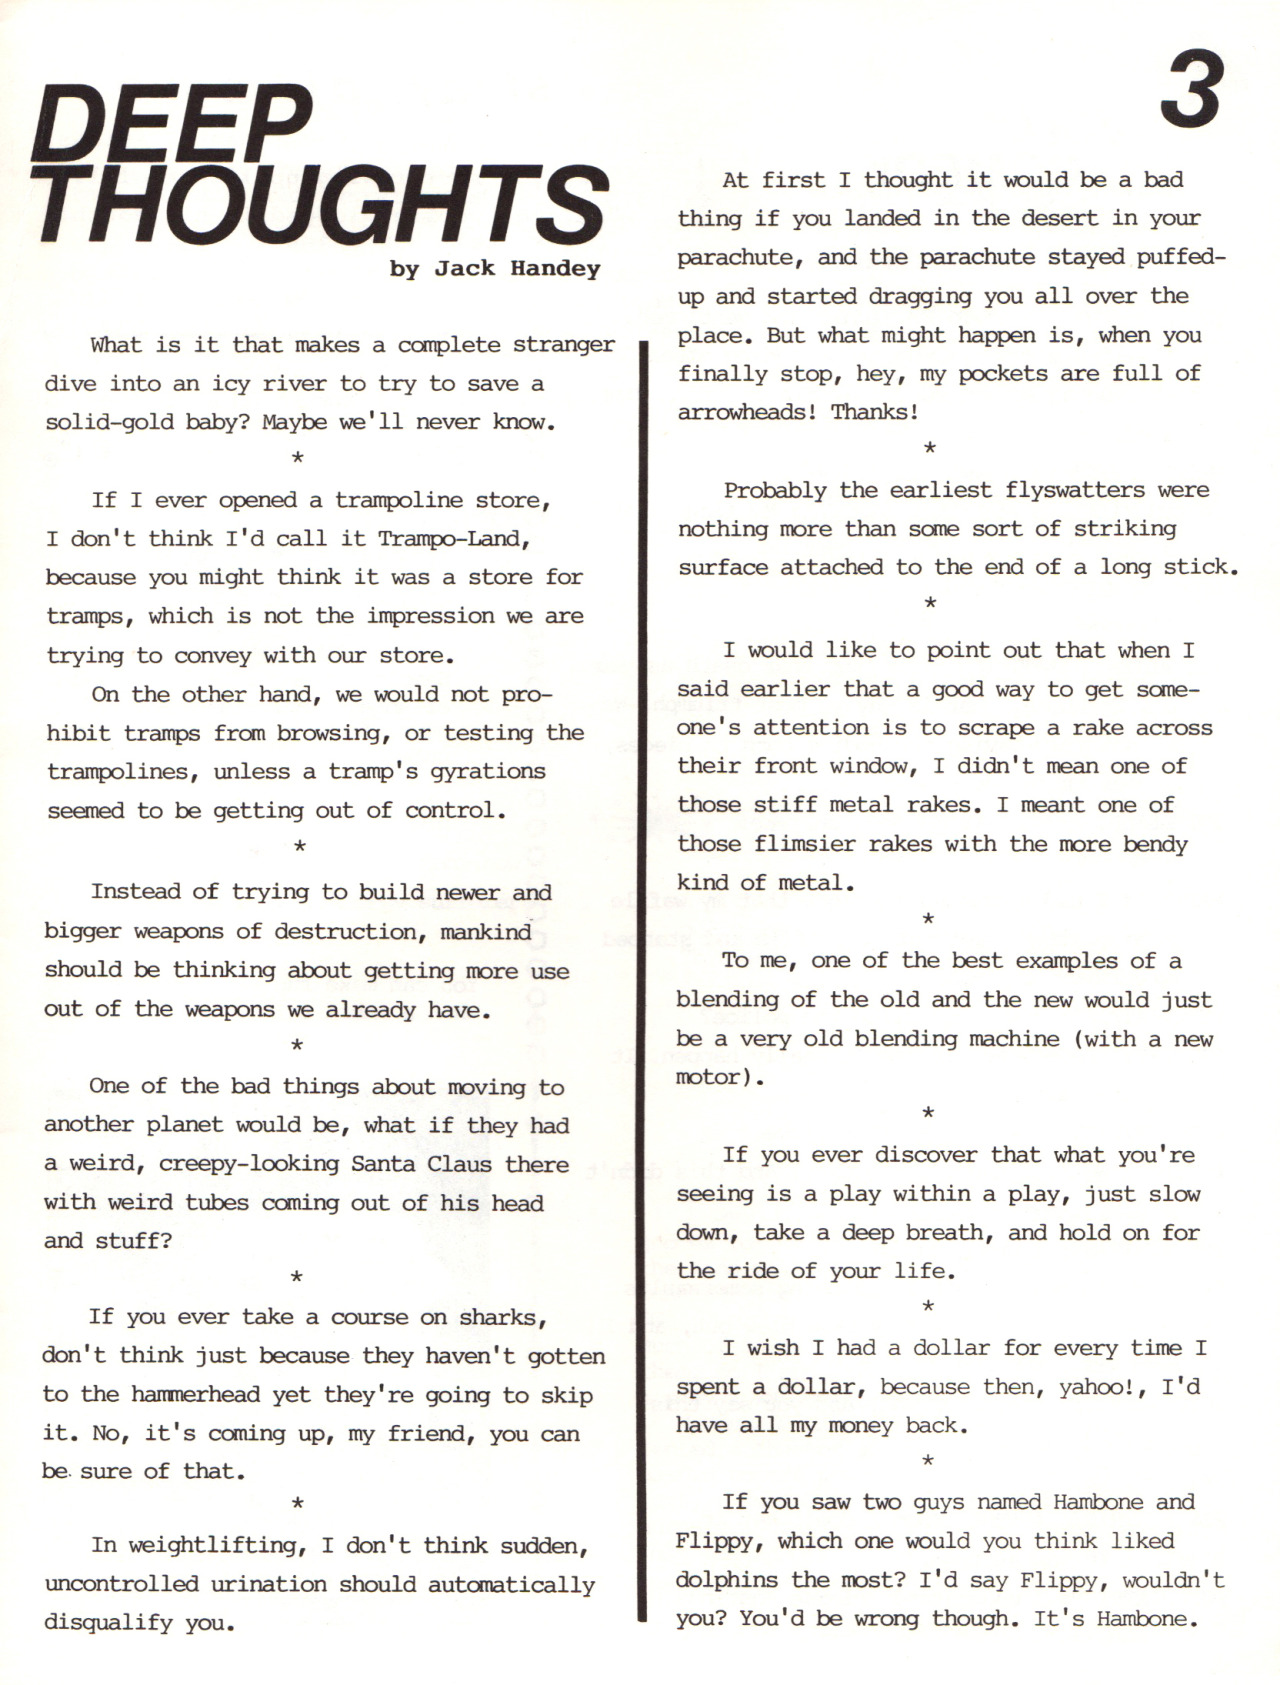 DEEP
THOUGHTS
by Jack Handey
What is it that makes a complete stranger
dive into an icy river to try to save a
solid-gold baby? Maybe we'll never know.
*
If I ever opened a trampoline store,
I don't think I'd call it Trampo-Land,
because you might think it was a store for
tramps, which is not the impression we are
trying to convey with our store.
On the other hand, we would not pro-
hibit tramps from browsing, or testing the
trampolines, unless a tramp's gyrations
seemed to be getting out of control.
*
Instead of trying to build newer and
bigger weapons of destruction, mankind
should be thinking about getting more use
out of the weapons we already have.
*
One of the bad things about moving to
another planet would be, what if they had
a weird, creepy-looking Santa Claus there
with weird tubes coming out of his head
and stuff?
*
If you ever take a course on sharks,
don't think just because they haven't gotten
to the hammerhead yet they're going to skip
it. No, it's coming up, my friend, you can
be sure of that.
*
In weightlifting, I don't think sudden,
uncontrolled urination should automatically
disqualify you.
3
At first I thought it would be a bad
thing if you landed in the desert in your
parachute, and the parachute stayed puffed-
up and started dragging you all over the
place. But what might happen is, when you
finally stop, hey, my pockets are full of
arrowheads! Thanks!
*
Probably the earliest flyswatters were
nothing more than some sort of striking
surface attached to the end of a long stick.
*
I would like to point out that when I
said earlier that a good way to get some-
one's attention is to scrape a rake across
their front window, I didn't mean one of
those stiff metal rakes. I meant one of
those flimsier rakes with the more bendy
kind of metal.
*
To me, one of the best examples of a
blending of the old and the new would just
be a very old blending machine (with a new
motor).
*
If you ever discover that what you're
seeing is a play within a play, just slow
down, take a deep breath, and hold on for
the ride of your life.
*
I wish I had a dollar for every time I
spent a dollar, because then, yahoo!, I'd
have all my money back.
*
If you saw two guys named Hambone and
Flippy, which one would you think liked
dolphins the most? I'd say Flippy, wouldn't
you? You'd be wrong though. It's Hambone.